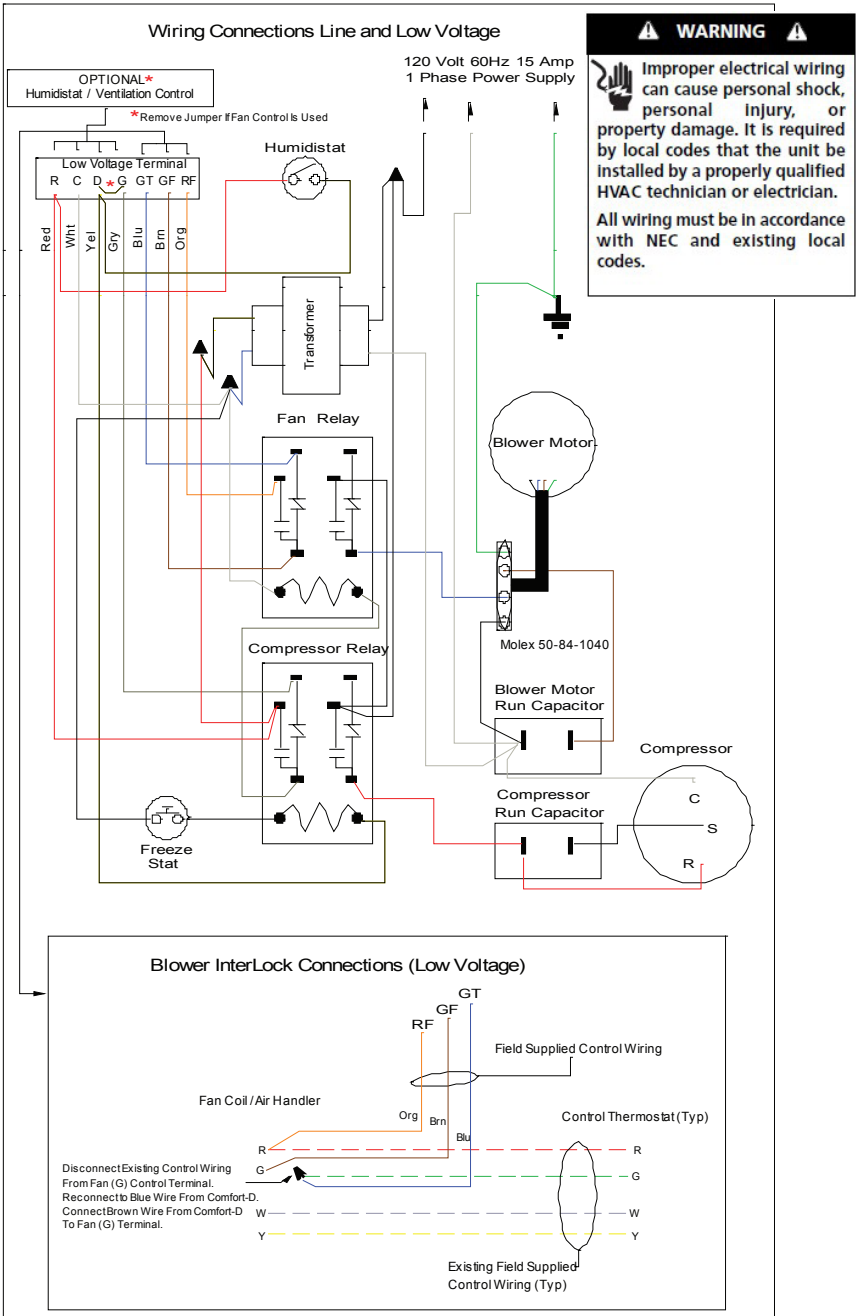 Wiring Connections Line and Low Voltage
WARNING
Improper electrical wiring
can cause personal shock,
personal injury, or
property damage. It is required
by local codes that the unit be
installed by a properly qualified
HVAC technician or electrician.
All wiring must be in accordance
with NEC and existing local
codes.
120 Volt 60Hz 15 Amp
1 Phase Power Supply
OPTIONAL*
Humidistat / Ventilation Control
*Remove Jumper If Fan Control Is Used
Humidistat
Low Voltage Terminal
R C D * G GT GF RF
Red
Wht
Yel
Gry
Blu
Brn
Org
Transformer
Fan Relay
Blower Motor
Molex 50-84-1040
Compressor Relay
Blower Motor
Run Capacitor
Compressor
C
S
R
Compressor
Run Capacitor
Freeze
Stat
Blower InterLock Connections (Low Voltage)
GT
GF
RF
Field Supplied Control Wiring
Fan Coil / Air Handler
Org
Brn
Blu
Control Thermostat (Typ)
R R
G G
W W
Y Y
Disconnect Existing Control Wiring
From Fan (G) Control Terminal.
Reconnect to Blue Wire From Comfort-D.
Connect Brown Wire From Comfort-D
To Fan (G) Terminal.
Existing Field Supplied
Control Wiring (Typ)